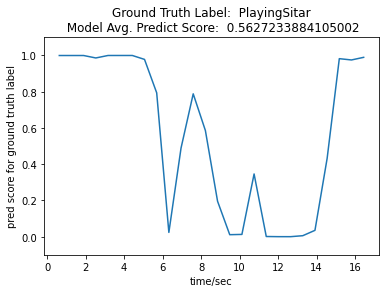 Ground Truth Label:  PlayingSitar
Model Avg. Predict Score:  0.5627233884105002
pred score for ground truth label
1.0
0.8
0.6
0.4
0.2
0.0
0 2 4 6 8 10 12 14 16
time/sec